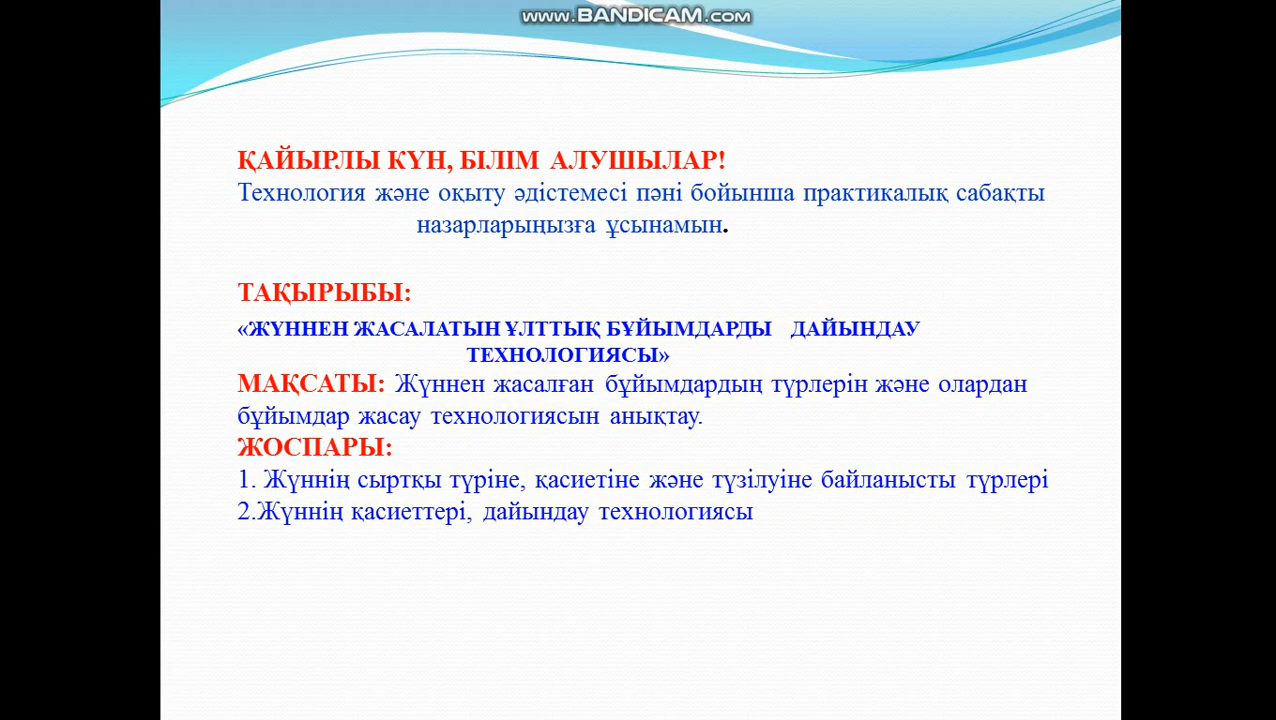 www.BANDICAM.com
ҚАЙЫРЛЫ КҮН, БІЛІМ АЛУШЫЛАР!
Технология және оқыту әдістемесі пәні бойынша практикалық сабақты
назарларыңызға ұсынамын.
ТАҚЫРЫБЫ:
«ЖҮННЕН ЖАСАЛАТЫН ҰЛТТЫҚ БҰЙЫМДАРДЫ ДАЙЫНДАУ
ТЕХНОЛОГИЯСЫ»
МАҚСАТЫ: Жүннен жасалған бұйымдардың түрлерін және олардан
бұйымдар жасау технологиясын анықтау.
ЖОСПАРЫ:
1. Жүннің сыртқы түріне, қасиетіне және түзілуіне байланысты түрлері
2.Жүннің қасиеттері, дайындау технологиясы